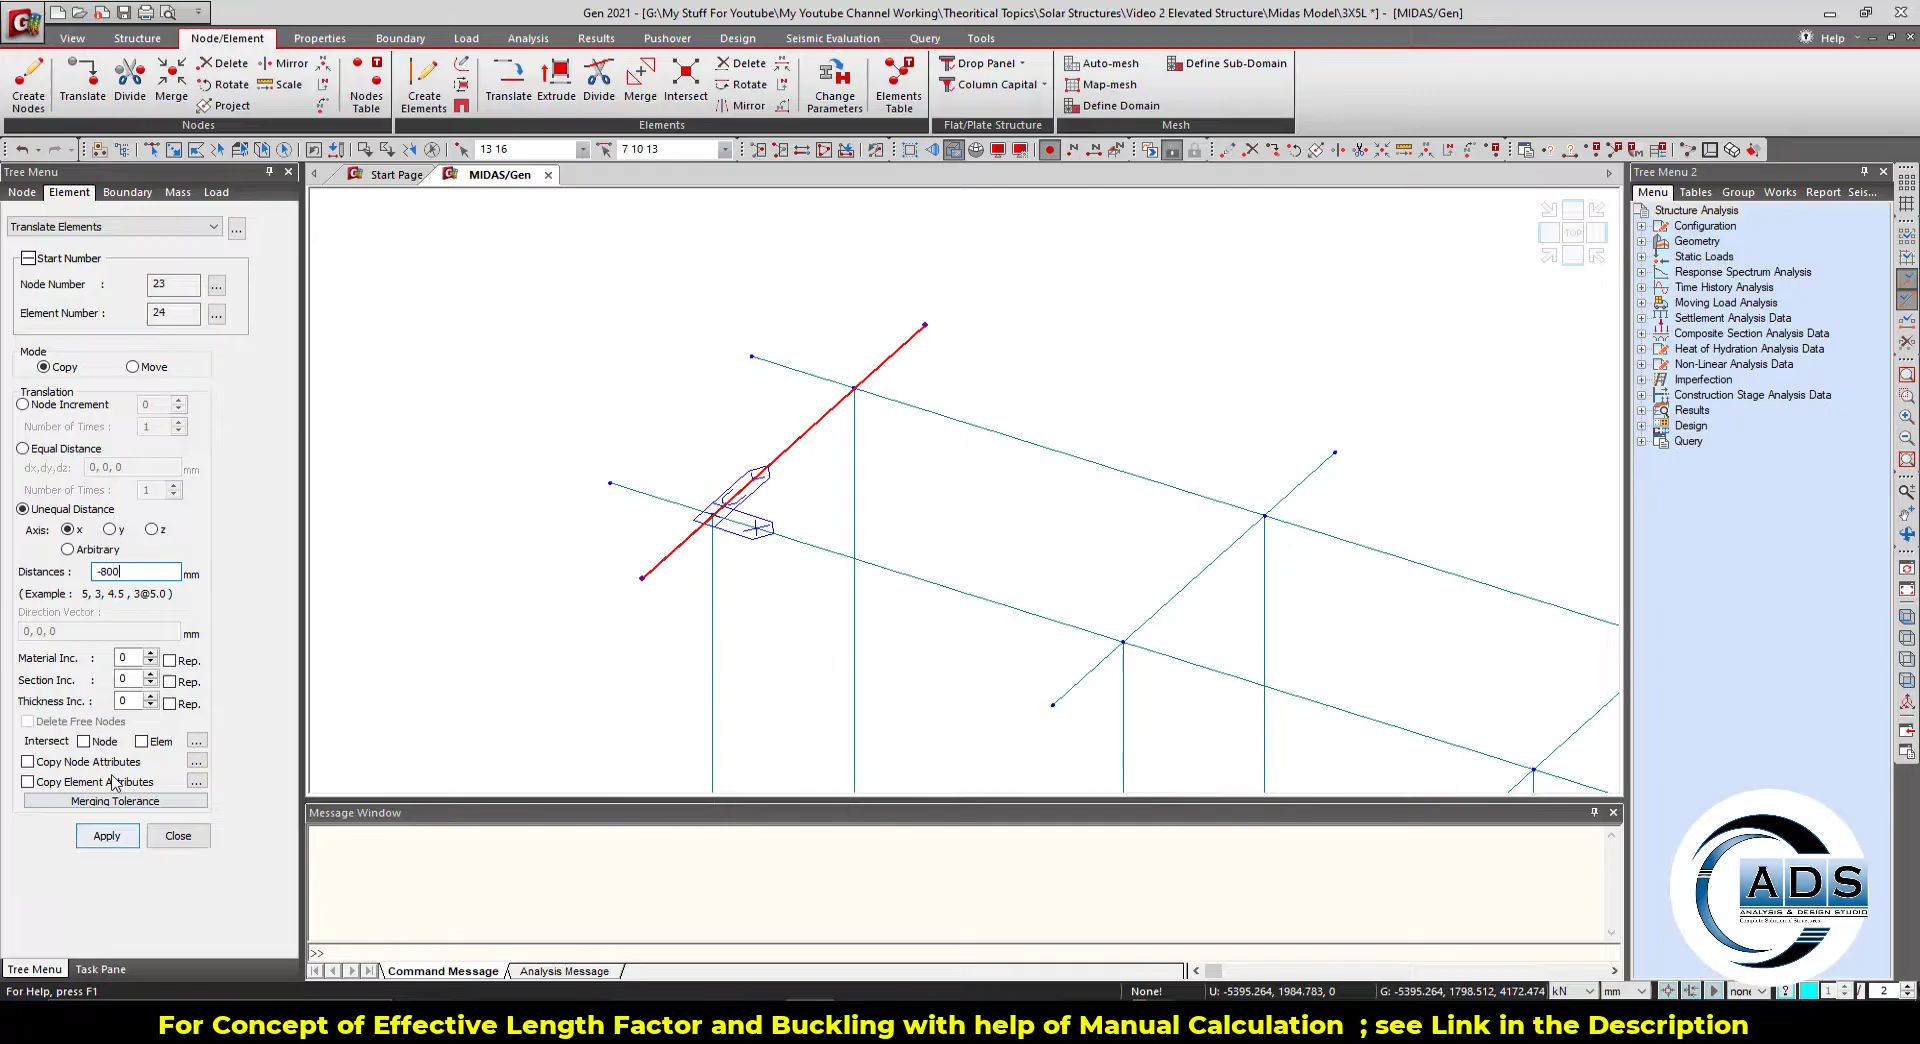 Gen 2021 - [G:\My Stuff For Youtube\My Youtube Channel Working\Theoritical Topics\Solar Structures\Video 2 Elevated Structure\Midas Model\3X5L *] - [MIDAS/Gen]
View Structure Node/Element Properties Boundary Load Analysis Results Pushover Design Seismic Evaluation Query Tools Help
Create Nodes Translate Divide Merge Delete Mirror Rotate Scale Project Nodes Table
Create Elements Translate Extrude Divide Merge Intersect Delete Rotate Mirror Change Parameters Elements Table
Drop Panel Column Capital
Auto-mesh Define Sub-Domain Map-mesh Define Domain
Nodes Elements Flat/Plate Structure Mesh
13 16 7 10 13
Tree Menu
Node Element Boundary Mass Load
Translate Elements ...
Start Number
Node Number : 23 ...
Element Number : 24 ...
Mode
Copy Move
Translation
Node Increment 0
Number of Times : 1
Equal Distance
dx,dy,dz: 0, 0, 0 mm
Number of Times : 1
Unequal Distance
Axis: x y z
Arbitrary
Distances : -800 mm
( Example : 5, 3, 4.5 , 3@5.0 )
Direction Vector :
0, 0, 0 mm
Material Inc. : 0 Rep.
Section Inc. : 0 Rep.
Thickness Inc. : 0 Rep.
Delete Free Nodes
Intersect Node Elem ...
Copy Node Attributes ...
Copy Element Attributes ...
Merging Tolerance
Apply Close
Tree Menu Task Pane
Start Page MIDAS/Gen
TOP
Message Window
>>
Command Message Analysis Message
Tree Menu 2
Menu Tables Group Works Report Seis...
Structure Analysis
Configuration
Geometry
Static Loads
Response Spectrum Analysis
Time History Analysis
Moving Load Analysis
Settlement Analysis Data
Composite Section Analysis Data
Heat of Hydration Analysis Data
Non-Linear Analysis Data
Imperfection
Construction Stage Analysis Data
Results
Design
Query
ADS
ANALYSIS & DESIGN STUDIO
For Help, press F1 None! U: -5395.264, 1984.783, 0 G: -5395.264, 1798.512, 4172.474 kN mm none ? 1 / 2
For Concept of Effective Length Factor and Buckling with help of Manual Calculation ; see Link in the Description